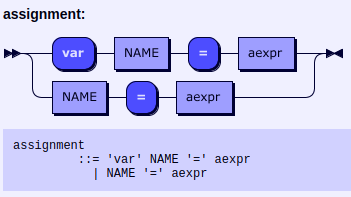 assignment:
var NAME = aexpr
NAME = aexpr
assignment
::= 'var' NAME '=' aexpr
| NAME '=' aexpr